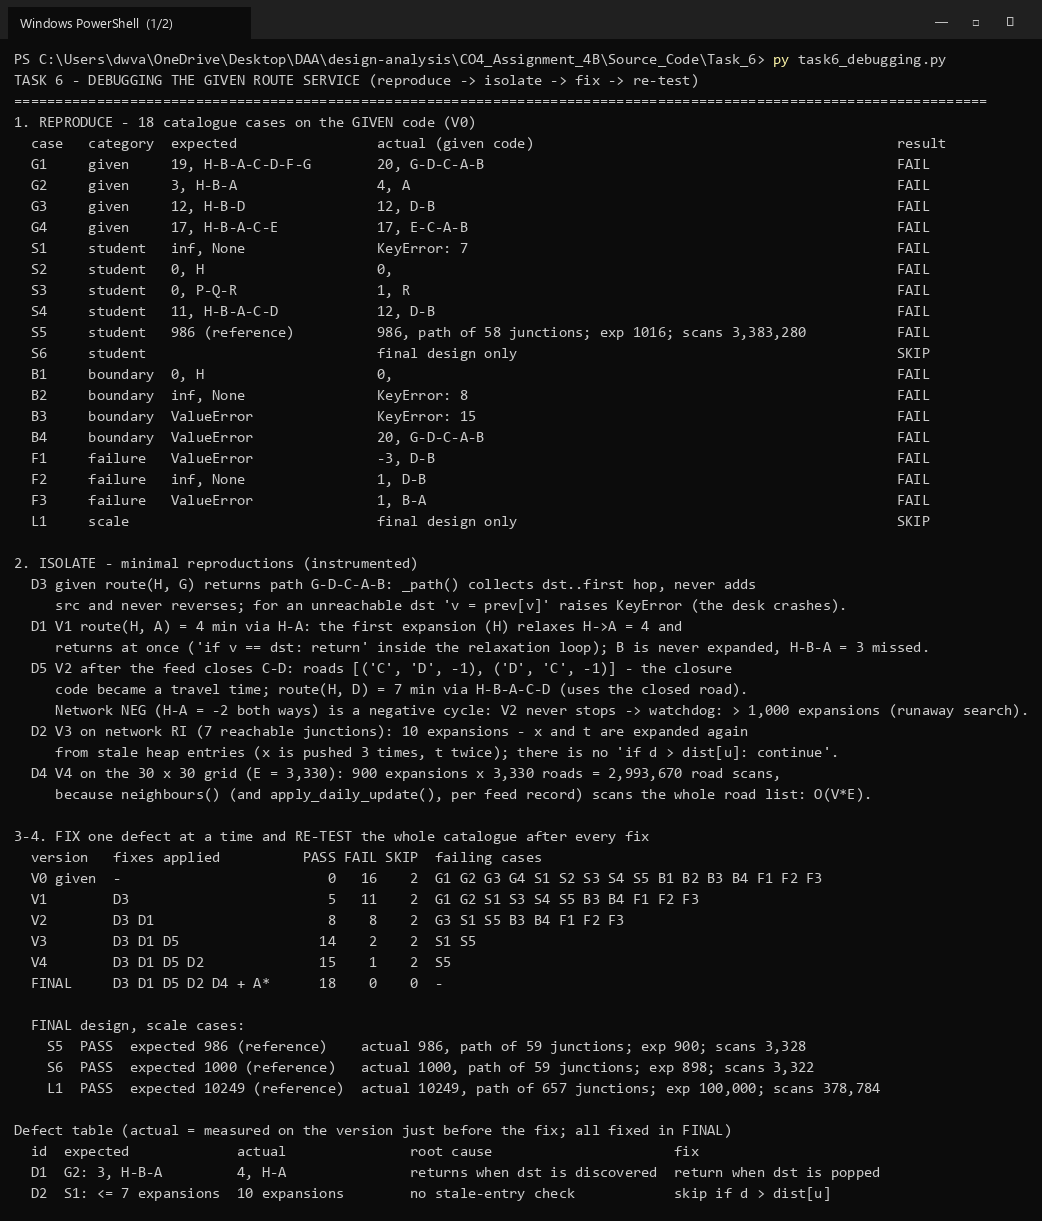 Windows PowerShell (1/2)
PS C:\Users\dwva\OneDrive\Desktop\DAA\design-analysis\CO4_Assignment_4B\Source_Code\Task_6> py task6_debugging.py
TASK 6 - DEBUGGING THE GIVEN ROUTE SERVICE (reproduce -> isolate -> fix -> re-test)
======================================================================================================================
1. REPRODUCE - 18 catalogue cases on the GIVEN code (V0)
  case   category  expected                 actual (given code)                                            result
  G1     given     19, H-B-A-C-D-F-G        20, G-D-C-A-B                                                  FAIL
  G2     given     3, H-B-A                 4, A                                                           FAIL
  G3     given     12, H-B-D                12, D-B                                                        FAIL
  G4     given     17, H-B-A-C-E            17, E-C-A-B                                                    FAIL
  S1     student   inf, None                KeyError: 7                                                    FAIL
  S2     student   0, H                     0,                                                             FAIL
  S3     student   0, P-Q-R                 1, R                                                           FAIL
  S4     student   11, H-B-A-C-D            12, D-B                                                        FAIL
  S5     student   986 (reference)          986, path of 58 junctions; exp 1016; scans 3,383,280           FAIL
  S6     student                            final design only                                              SKIP
  B1     boundary  0, H                     0,                                                             FAIL
  B2     boundary  inf, None                KeyError: 8                                                    FAIL
  B3     boundary  ValueError               KeyError: 15                                                   FAIL
  B4     boundary  ValueError               20, G-D-C-A-B                                                  FAIL
  F1     failure   ValueError               -3, D-B                                                        FAIL
  F2     failure   inf, None                1, D-B                                                         FAIL
  F3     failure   ValueError               1, B-A                                                         FAIL
  L1     scale                              final design only                                              SKIP
2. ISOLATE - minimal reproductions (instrumented)
  D3 given route(H, G) returns path G-D-C-A-B: _path() collects dst..first hop, never adds
     src and never reverses; for an unreachable dst 'v = prev[v]' raises KeyError (the desk crashes).
  D1 V1 route(H, A) = 4 min via H-A: the first expansion (H) relaxes H->A = 4 and
     returns at once ('if v == dst: return' inside the relaxation loop); B is never expanded, H-B-A = 3 missed.
  D5 V2 after the feed closes C-D: roads [('C', 'D', -1), ('D', 'C', -1)] - the closure
     code became a travel time; route(H, D) = 7 min via H-B-A-C-D (uses the closed road).
     Network NEG (H-A = -2 both ways) is a negative cycle: V2 never stops -> watchdog: > 1,000 expansions (runaway search).
  D2 V3 on network RI (7 reachable junctions): 10 expansions - x and t are expanded again
     from stale heap entries (x is pushed 3 times, t twice); there is no 'if d > dist[u]: continue'.
  D4 V4 on the 30 x 30 grid (E = 3,330): 900 expansions x 3,330 roads = 2,993,670 road scans,
     because neighbours() (and apply_daily_update(), per feed record) scans the whole road list: O(V*E).
3-4. FIX one defect at a time and RE-TEST the whole catalogue after every fix
  version   fixes applied          PASS FAIL SKIP  failing cases
  V0 given  -                         0   16    2  G1 G2 G3 G4 S1 S2 S3 S4 S5 B1 B2 B3 B4 F1 F2 F3
  V1        D3                        5   11    2  G1 G2 S1 S3 S4 S5 B3 B4 F1 F2 F3
  V2        D3 D1                     8    8    2  G3 S1 S5 B3 B4 F1 F2 F3
  V3        D3 D1 D5                 14    2    2  S1 S5
  V4        D3 D1 D5 D2              15    1    2  S5
  FINAL     D3 D1 D5 D2 D4 + A*      18    0    0  -
  FINAL design, scale cases:
    S5  PASS  expected 986 (reference)    actual 986, path of 59 junctions; exp 900; scans 3,328
    S6  PASS  expected 1000 (reference)   actual 1000, path of 59 junctions; exp 898; scans 3,322
    L1  PASS  expected 10249 (reference)  actual 10249, path of 657 junctions; exp 100,000; scans 378,784
Defect table (actual = measured on the version just before the fix; all fixed in FINAL)
  id  expected             actual               root cause                      fix
  D1  G2: 3, H-B-A         4, H-A               returns when dst is discovered  return when dst is popped
  D2  S1: <= 7 expansions  10 expansions        no stale-entry check            skip if d > dist[u]